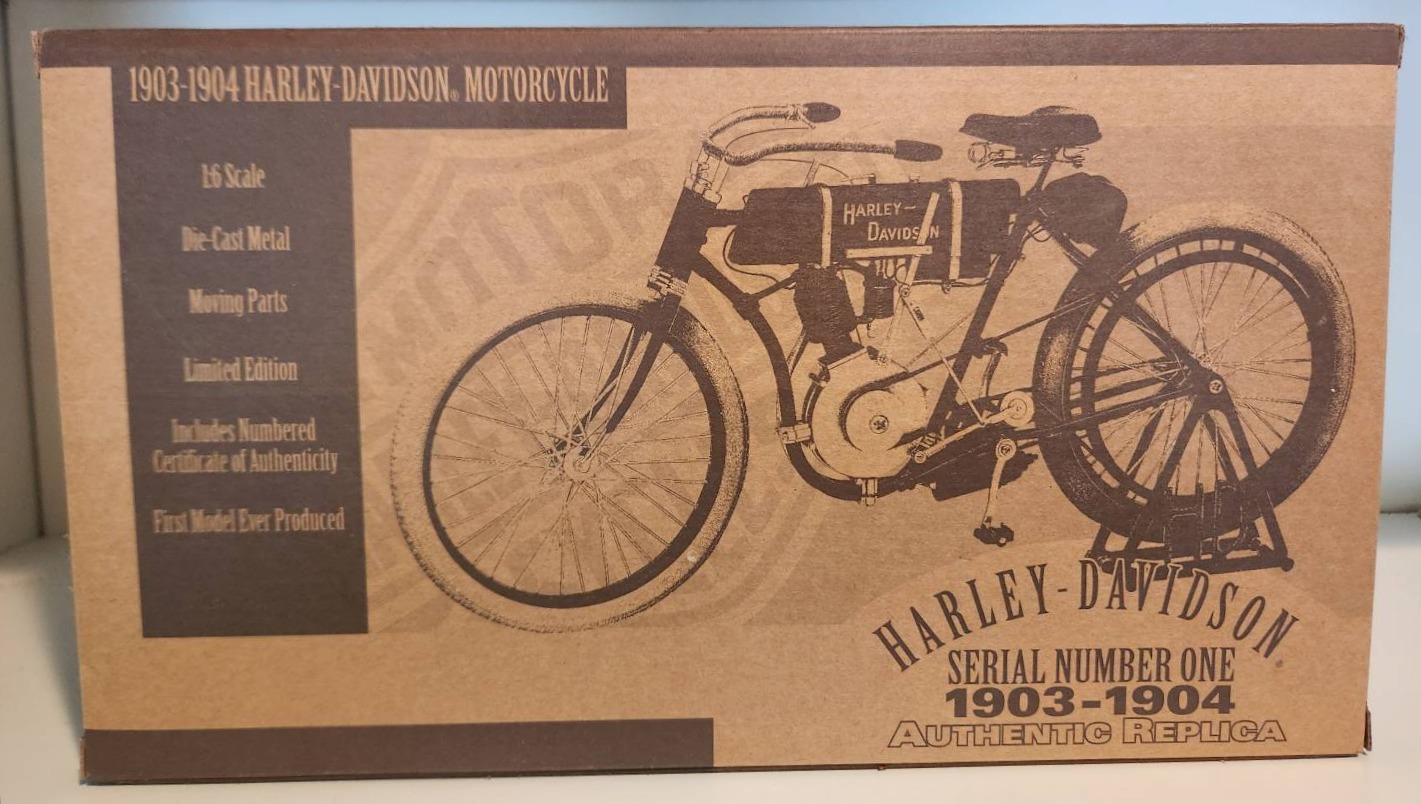 1903-1904 HARLEY-DAVIDSON® MOTORCYCLE
1:6 Scale
Die-Cast Metal
Moving Parts
Limited Edition
Includes Numbered
Certificate of Authenticity
First Model Ever Produced
MOTOR
HARLEY-
DAVIDSON
HARLEY-DAVIDSON®
SERIAL NUMBER ONE
1903-1904
AUTHENTIC REPLICA